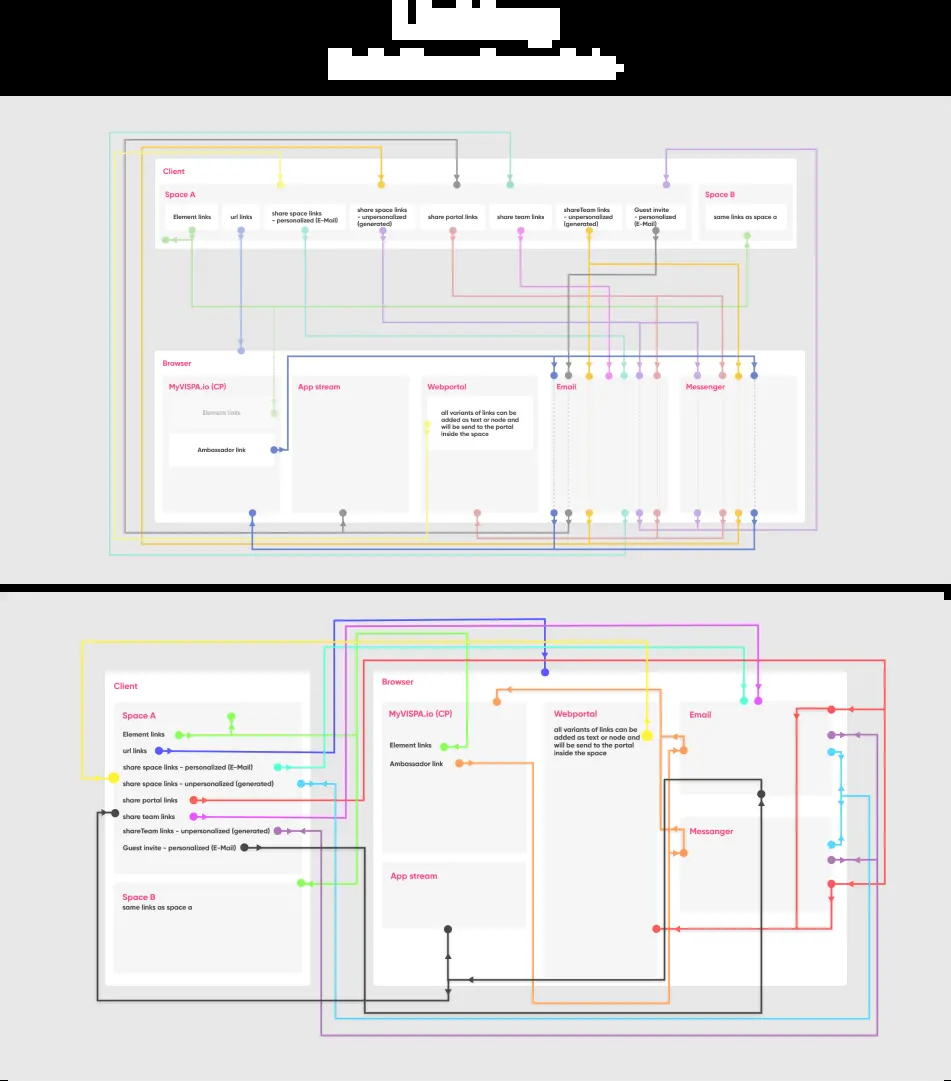 Client
Space A
Space B
Element links
url links
share space links
- personalized (E-Mail)
share space links
- unpersonalized
(generated)
share portal links
share team links
shareTeam links
- unpersonalized
(generated)
Guest invite
- personalized
(E-Mail)
same links as space a
Browser
MyVISPA.io (CP)
App stream
Webportal
Email
Messenger
Element links
Ambassador link
all variants of links can be
added as text or node and
will be send to the portal
inside the space
Client
Space A
Element links
url links
share space links - personalized (E-Mail)
share space links - unpersonalized (generated)
share portal links
share team links
shareTeam links - unpersonalized (generated)
Guest invite - personalized (E-Mail)
Space B
same links as space a
Browser
MyVISPA.io (CP)
Element links
Ambassador link
App stream
Webportal
all variants of links can be
added as text or node and
will be send to the portal
inside the space
Email
Messanger